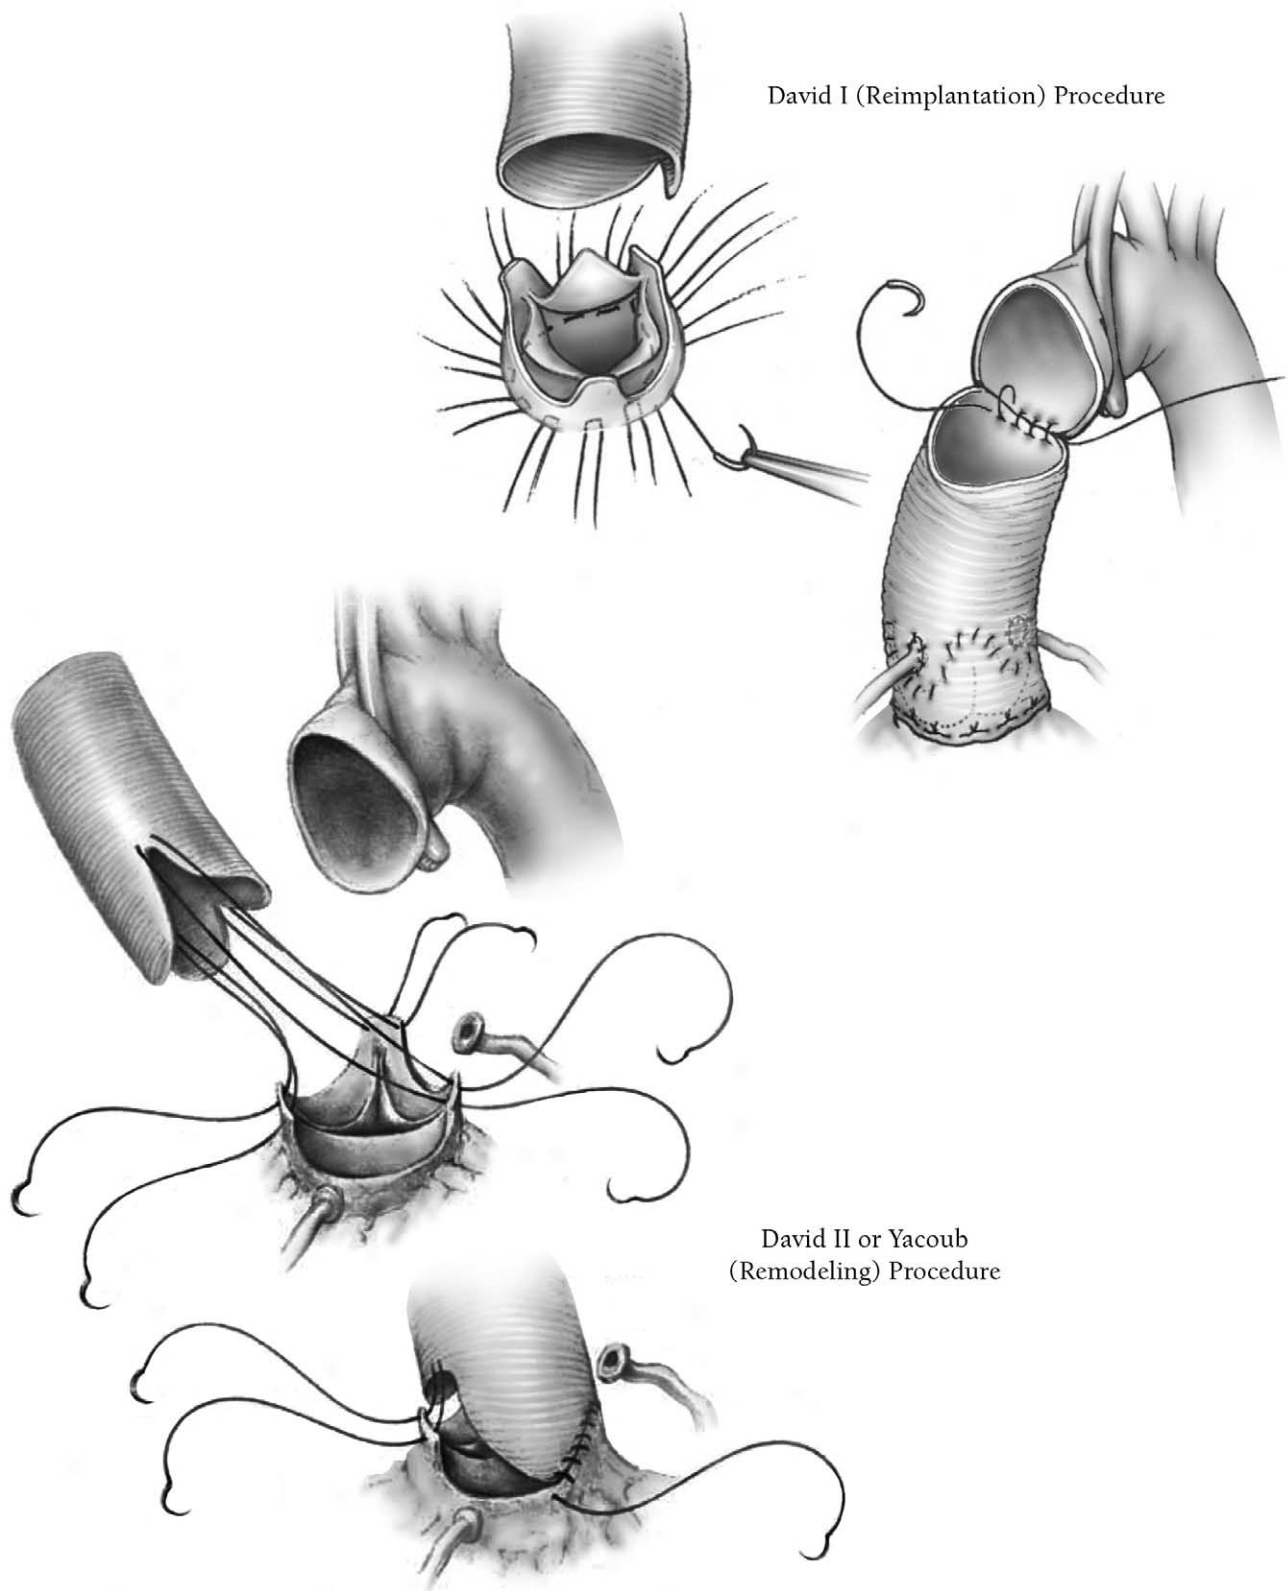 David I (Reimplantation) Procedure
David II or Yacoub
(Remodeling) Procedure